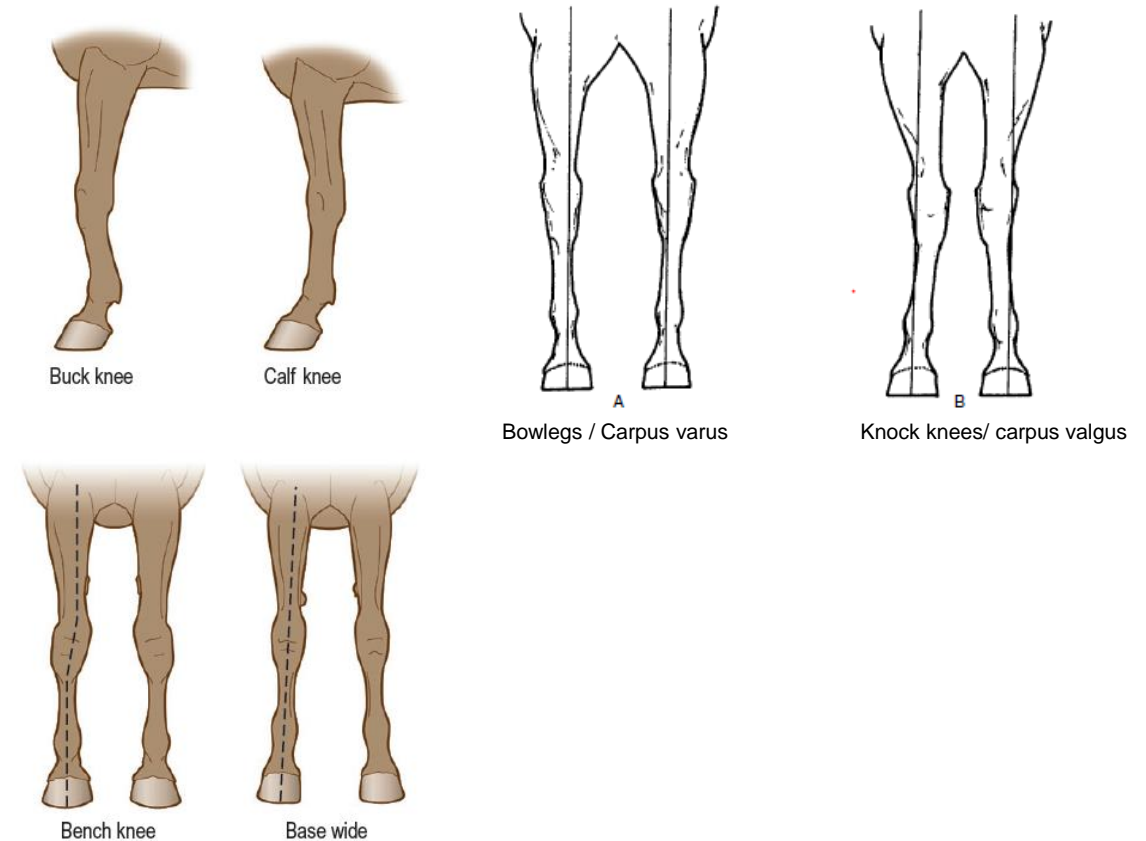 Buck knee
Calf knee
A
B
Bowlegs / Carpus varus
Knock knees/ carpus valgus
Bench knee
Base wide